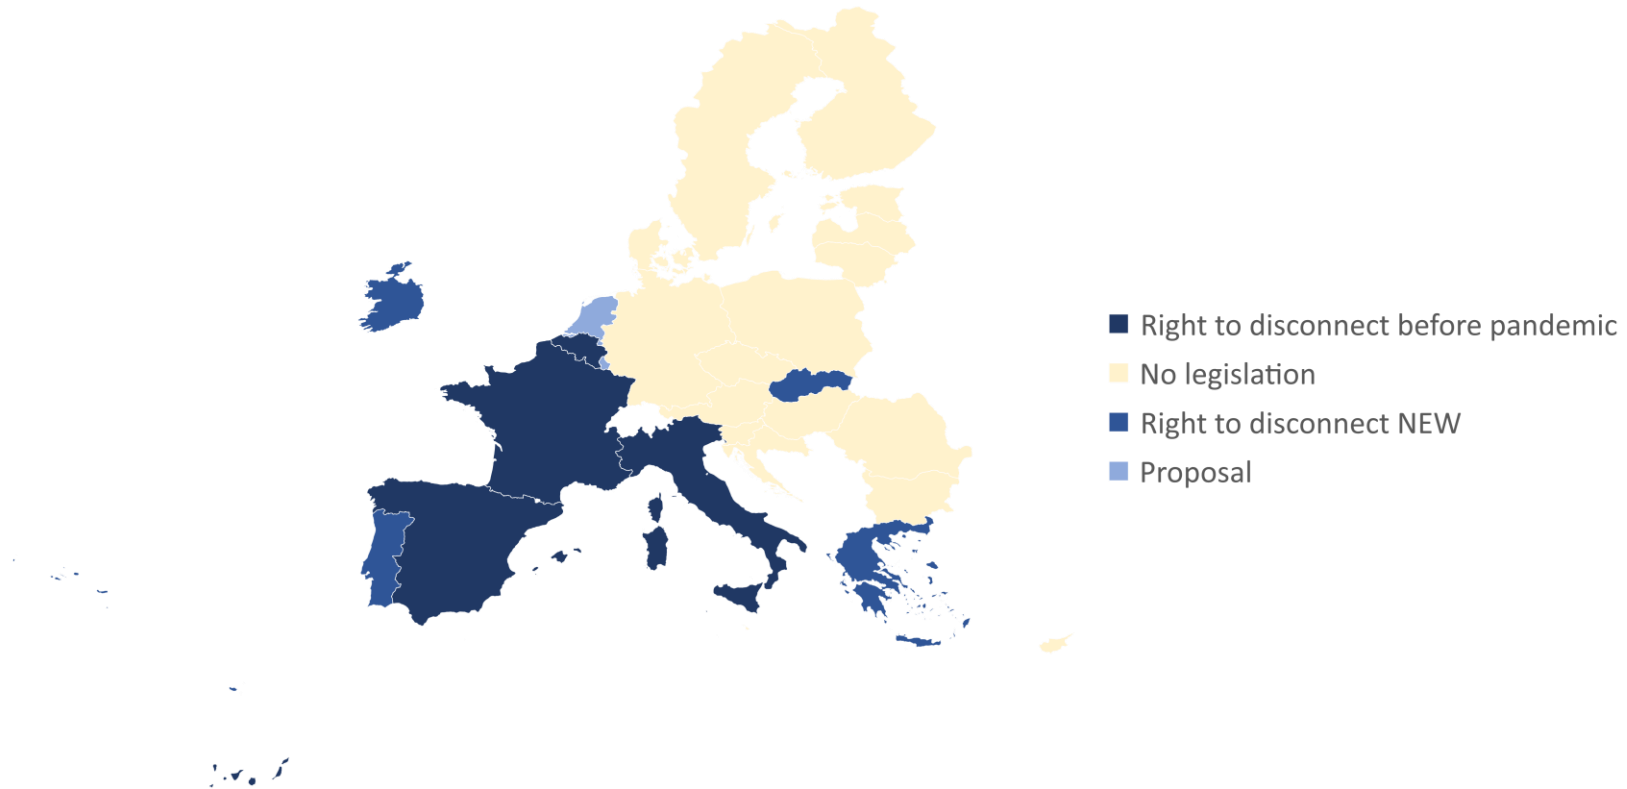 Right to disconnect before pandemic
No legislation
Right to disconnect NEW
Proposal